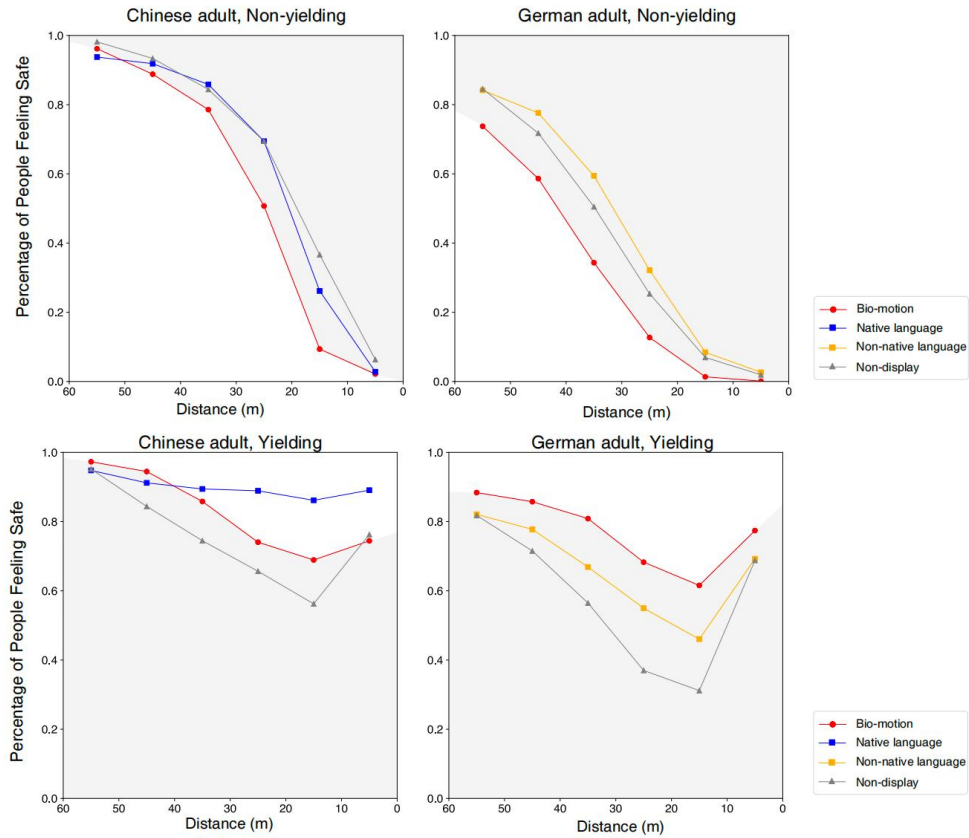 Chinese adult, Non-yielding
German adult, Non-yielding
Percentage of People Feeling Safe
1.0
0.8
0.6
0.4
0.2
0.0
60 50 40 30 20 10 0
Distance (m)
1.0
0.8
0.6
0.4
0.2
0.0
60 50 40 30 20 10 0
Distance (m)
Bio-motion
Native language
Non-native language
Non-display
Chinese adult, Yielding
German adult, Yielding
Percentage of People Feeling Safe
1.0
0.8
0.6
0.4
0.2
0.0
60 50 40 30 20 10 0
Distance (m)
1.0
0.8
0.6
0.4
0.2
0.0
60 50 40 30 20 10 0
Distance (m)
Bio-motion
Native language
Non-native language
Non-display